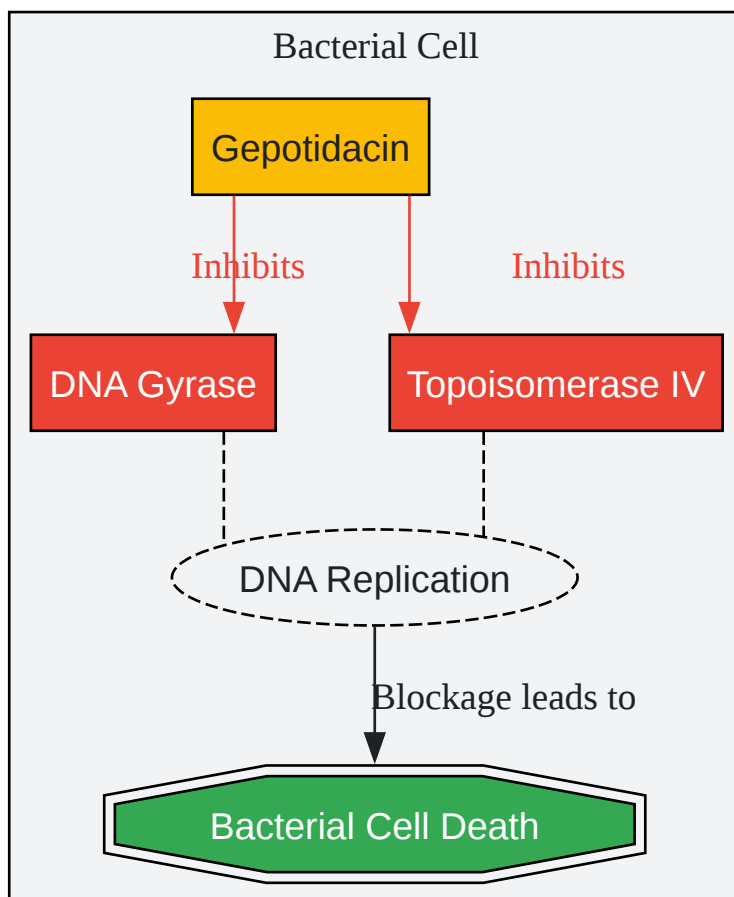 Bacterial Cell
Gepotidacin
Inhibits
Inhibits
DNA Gyrase
Topoisomerase IV
DNA Replication
Blockage leads to
Bacterial Cell Death